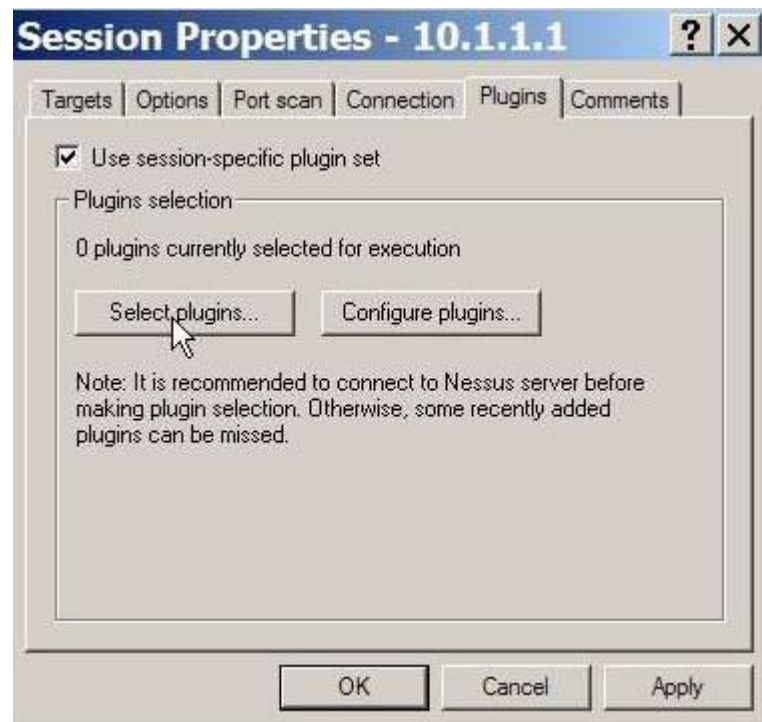 Session Properties - 10.1.1.1
Targets
Options
Port scan
Connection
Plugins
Comments
Use session-specific plugin set
Plugins selection
0 plugins currently selected for execution
Select plugins...
Configure plugins...
Note: It is recommended to connect to Nessus server before
making plugin selection. Otherwise, some recently added
plugins can be missed.
OK
Cancel
Apply